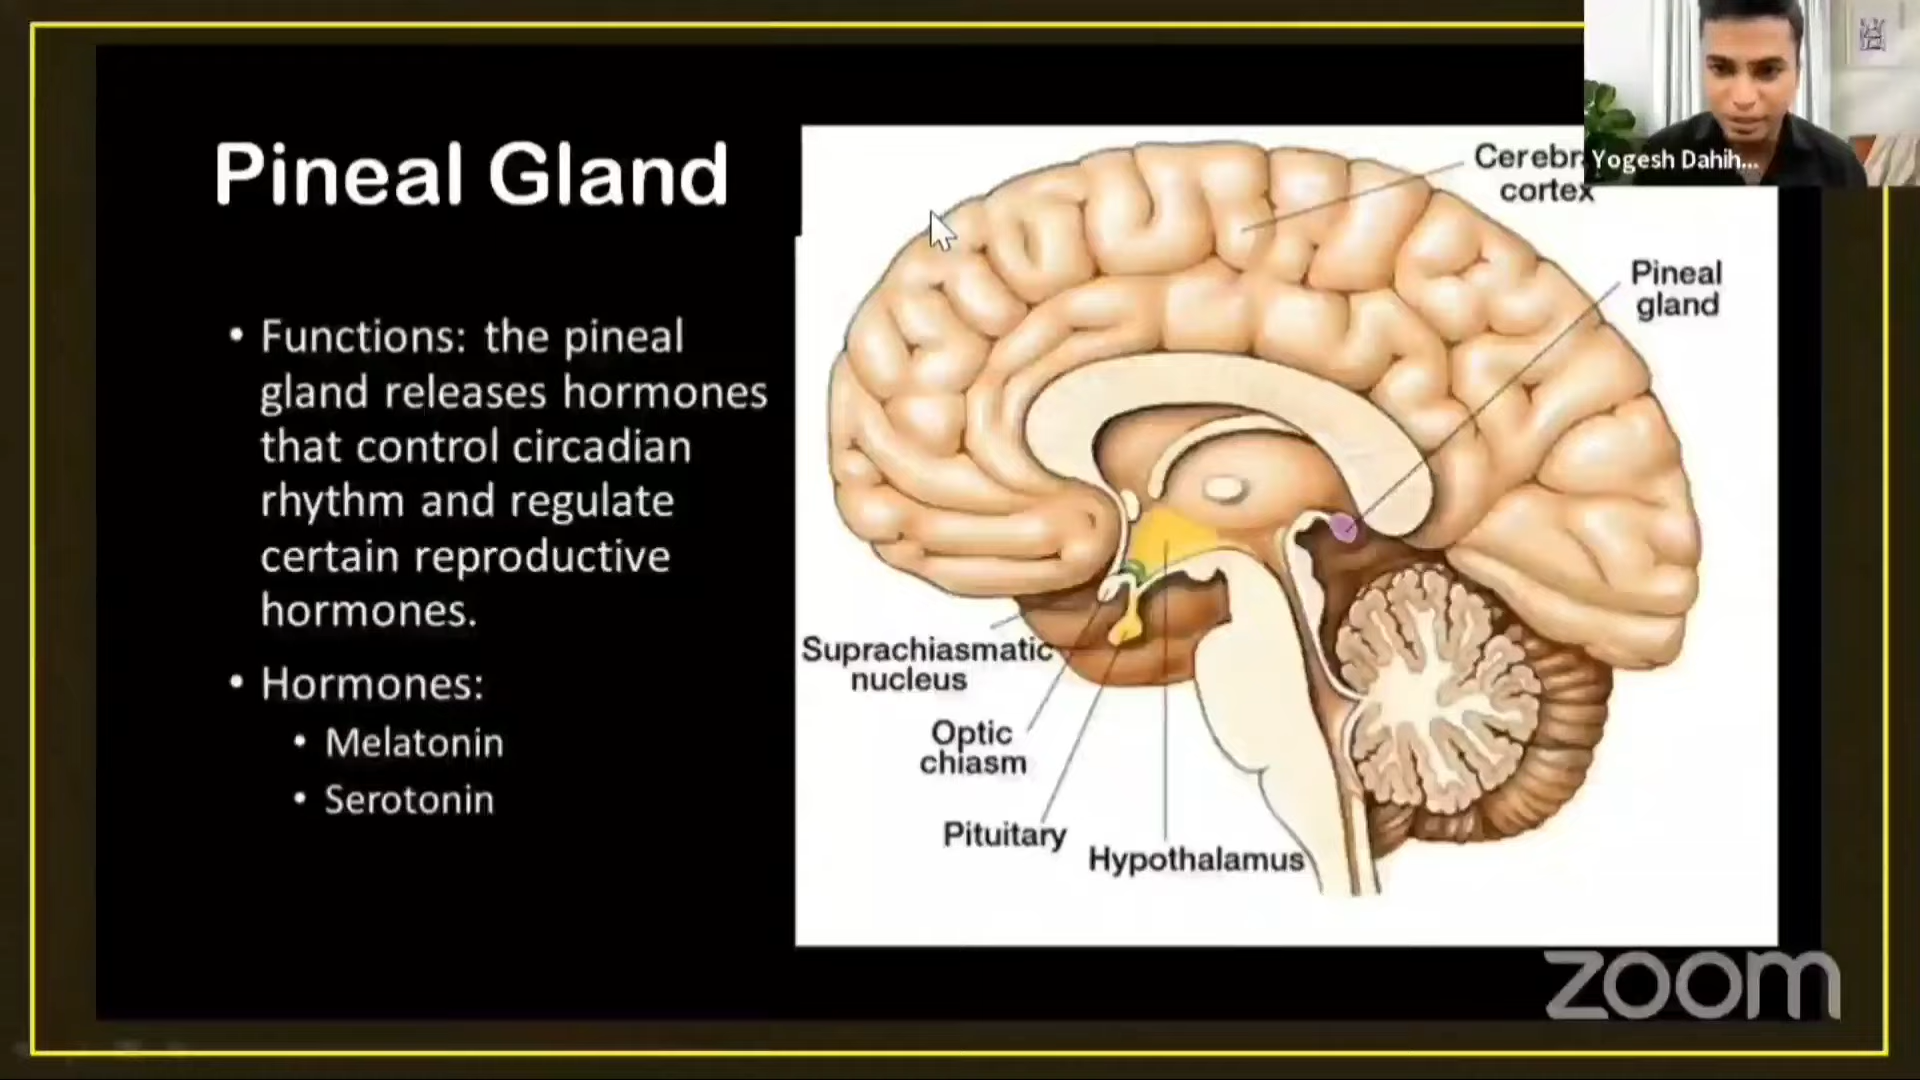 Pineal Gland
• Functions: the pineal
gland releases hormones
that control circadian
rhythm and regulate
certain reproductive
hormones.
• Hormones:
• Melatonin
• Serotonin
Cerebr
cortex
Yogesh Dahih...
Pineal
gland
Suprachiasmatic
nucleus
Optic
chiasm
Pituitary
Hypothalamus
zoom